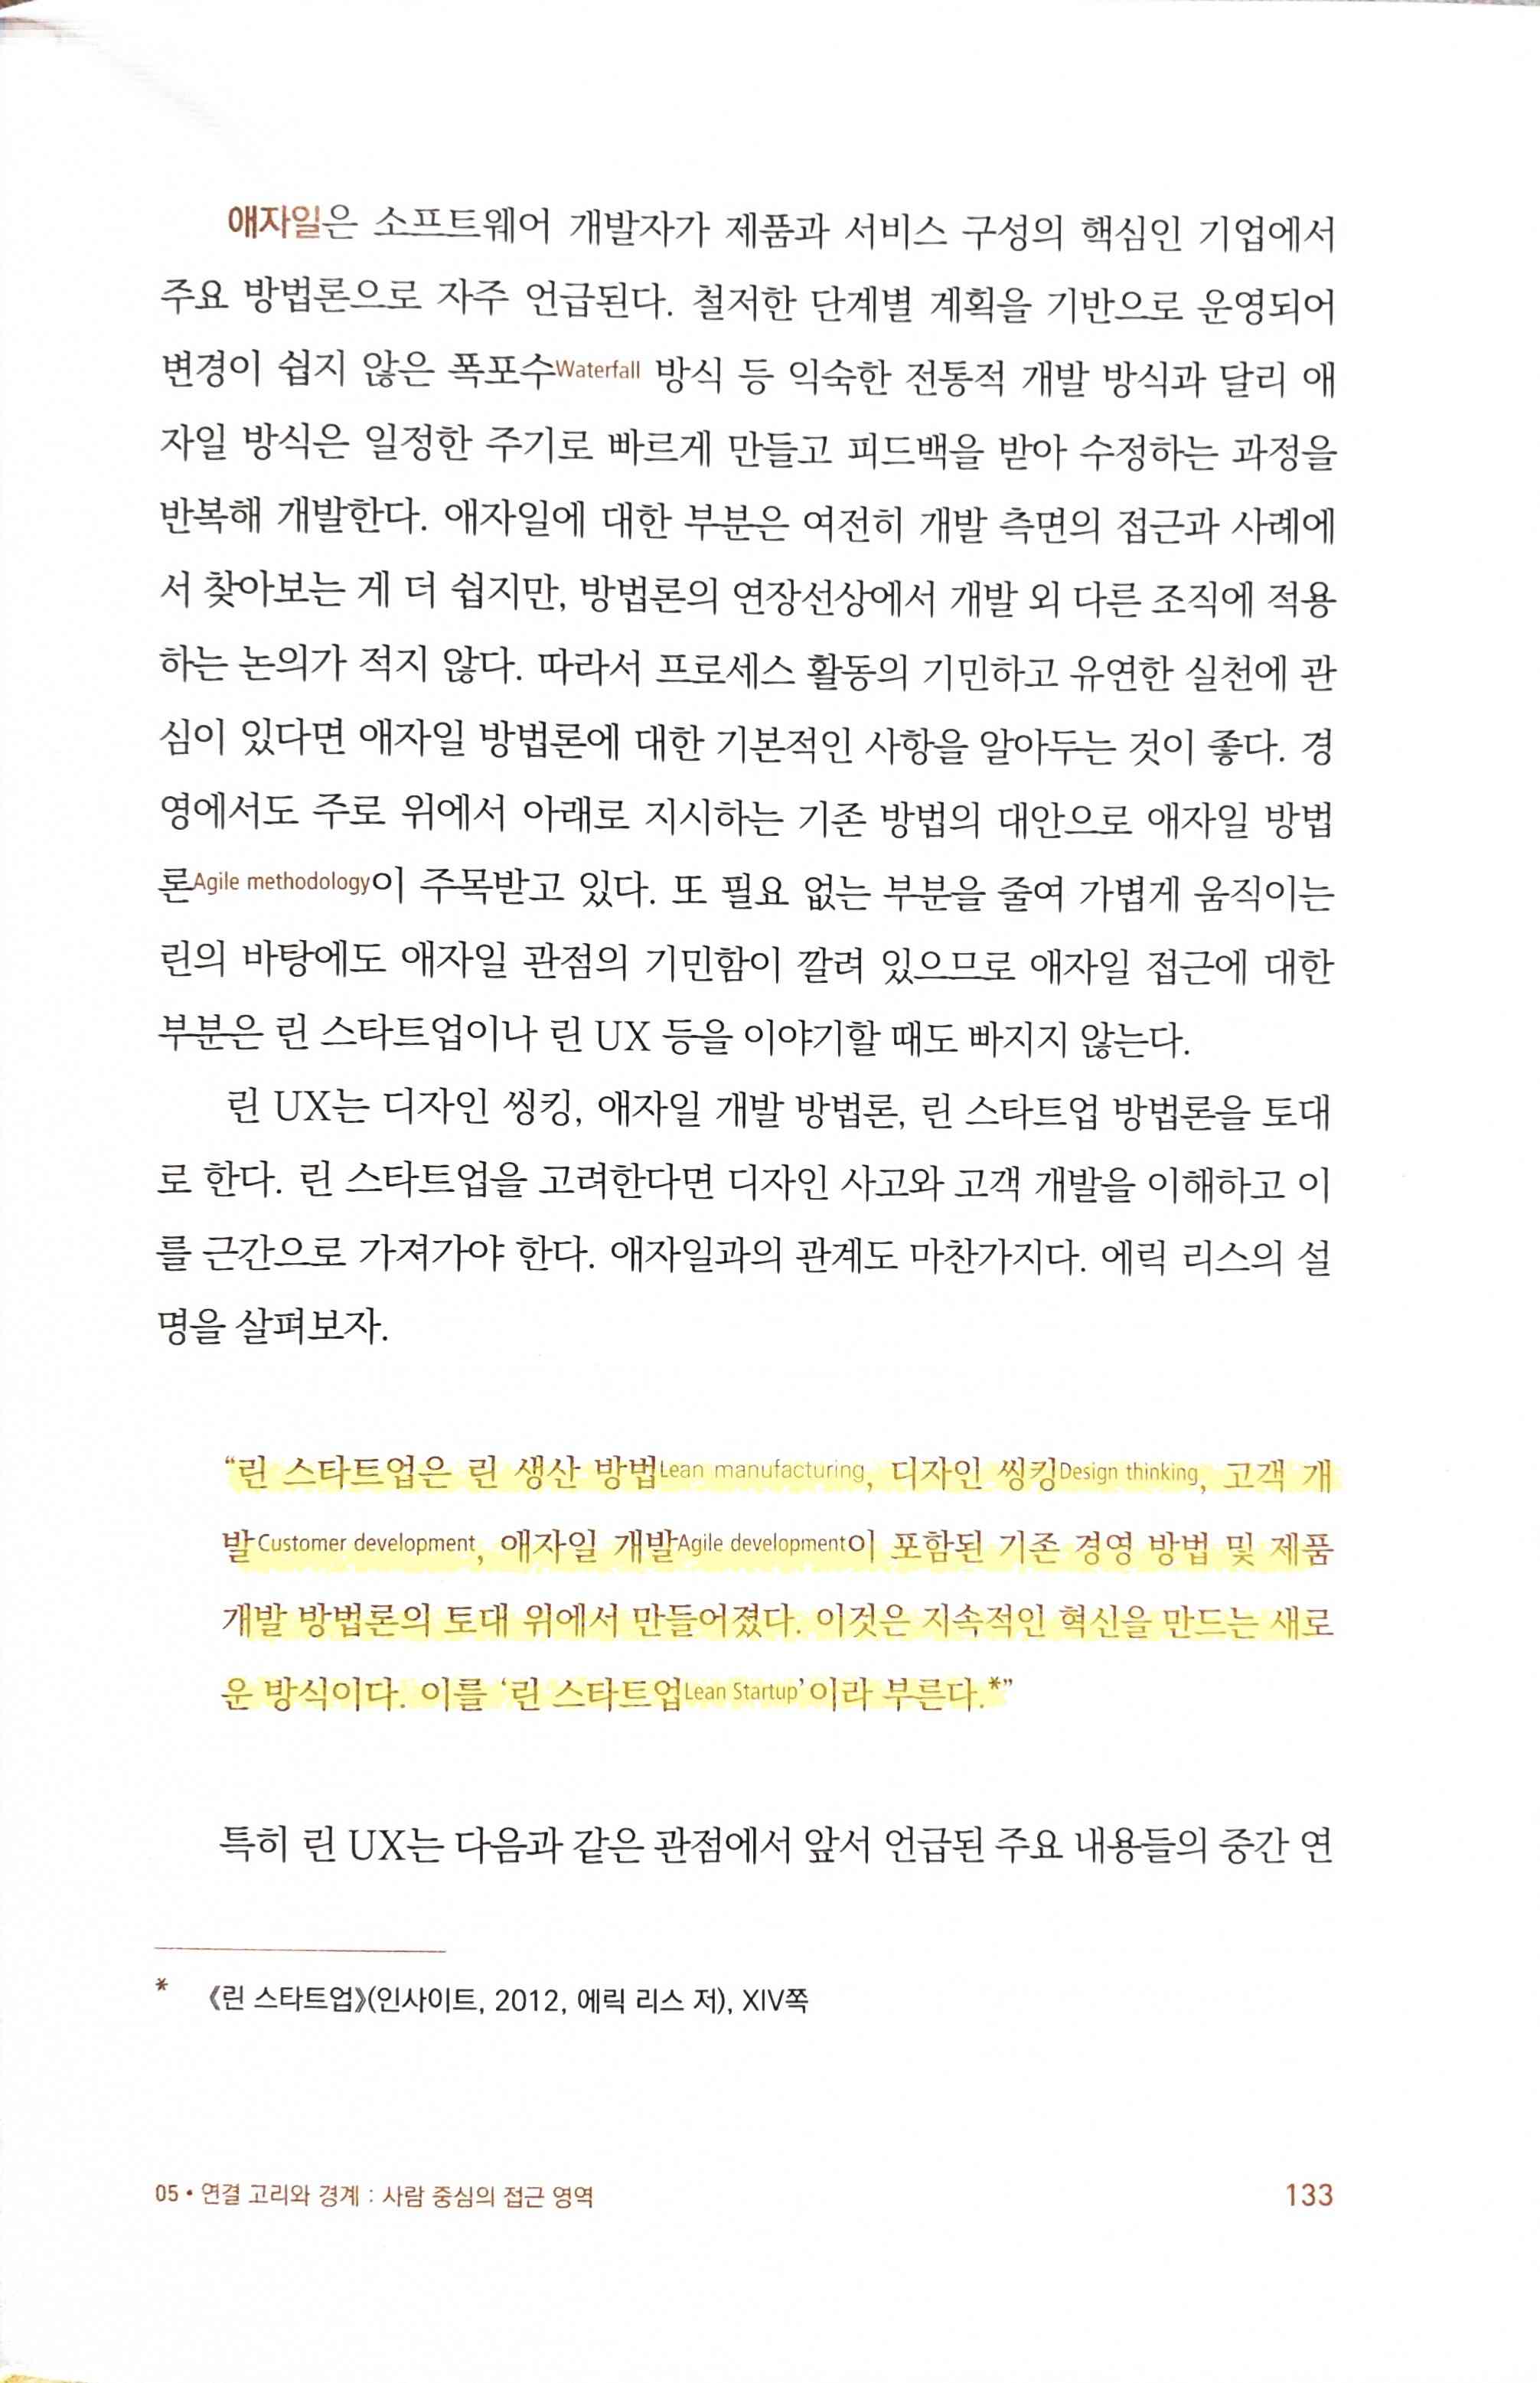 애자일은 소프트웨어 개발자가 제품과 서비스 구성의 핵심인 기업에서
주요 방법론으로 자주 언급된다. 철저한 단계별 계획을 기반으로 운영되어
변경이 쉽지 않은 폭포수Waterfall 방식 등 익숙한 전통적 개발 방식과 달리 애
자일 방식은 일정한 주기로 빠르게 만들고 피드백을 받아 수정하는 과정을
반복해 개발한다. 애자일에 대한 부분은 여전히 개발 측면의 접근과 사례에
서 찾아보는 게 더 쉽지만, 방법론의 연장선상에서 개발 외 다른 조직에 적용
하는 논의가 적지 않다. 따라서 프로세스 활동의 기민하고 유연한 실천에 관
심이 있다면 애자일 방법론에 대한 기본적인 사항을 알아두는 것이 좋다. 경
영에서도 주로 위에서 아래로 지시하는 기존 방법의 대안으로 애자일 방법
론Agile methodology이 주목받고 있다. 또 필요 없는 부분을 줄여 가볍게 움직이는
린의 바탕에도 애자일 관점의 기민함이 깔려 있으므로 애자일 접근에 대한
부분은 린 스타트업이나 린 UX 등을 이야기할 때도 빠지지 않는다.
린 UX는 디자인 씽킹, 애자일 개발 방법론, 린 스타트업 방법론을 토대
로 한다. 린 스타트업을 고려한다면 디자인 사고와 고객 개발을 이해하고 이
를 근간으로 가져가야 한다. 애자일과의 관계도 마찬가지다. 에릭 리스의 설
명을 살펴보자.
“린 스타트업은 린 생산 방법Lean manufacturing, 디자인 씽킹Design thinking, 고객 개
발Customer development, 애자일 개발Agile development이 포함된 기존 경영 방법 및 제품
개발 방법론의 토대 위에서 만들어졌다. 이것은 지속적인 혁신을 만드는 새로
운 방식이다. 이를 ‘린 스타트업Lean Startup’이라 부른다.*”
특히 린 UX는 다음과 같은 관점에서 앞서 언급된 주요 내용들의 중간 연
* 《린 스타트업》(인사이트, 2012, 에릭 리스 저), XIV쪽
05 • 연결 고리와 경계 : 사람 중심의 접근 영역 133